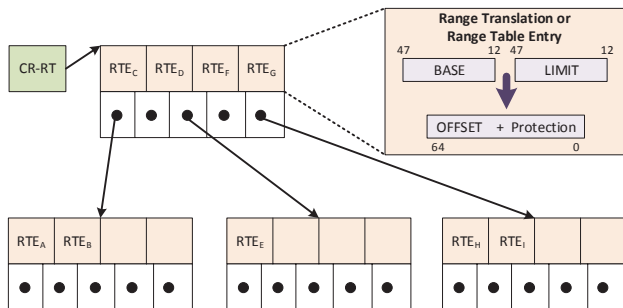 Range Translation or
Range Table Entry
47 12 47 12
BASE LIMIT
OFFSET + Protection
64 0
CR-RT
RTE_C RTE_D RTE_F RTE_G
RTE_A RTE_B
RTE_E
RTE_H RTE_I